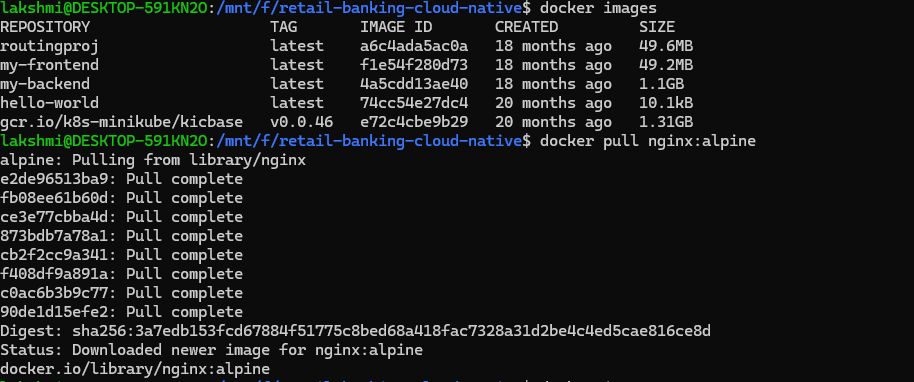 lakshmi@DESKTOP-591KN2O:/mnt/f/retail-banking-cloud-native$ docker images
REPOSITORY                    TAG       IMAGE ID       CREATED         SIZE
routingproj                   latest    a6c4ada5ac0a   18 months ago   49.6MB
my-frontend                   latest    f1e54f280d73   18 months ago   49.2MB
my-backend                    latest    4a5cdd13ae40   18 months ago   1.1GB
hello-world                   latest    74cc54e27dc4   20 months ago   10.1kB
gcr.io/k8s-minikube/kicbase   v0.0.46   e72c4cbe9b29   20 months ago   1.31GB
lakshmi@DESKTOP-591KN2O:/mnt/f/retail-banking-cloud-native$ docker pull nginx:alpine
alpine: Pulling from library/nginx
e2de96513ba9: Pull complete
fb08ee61b60d: Pull complete
ce3e77cbba4d: Pull complete
873bdb7a78a1: Pull complete
cb2f2cc9a341: Pull complete
f408df9a891a: Pull complete
c0ac6b3b9c77: Pull complete
90de1d15efe2: Pull complete
Digest: sha256:3a7edb153fcd67884f51775c8bed68a418fac7328a31d2be4c4ed5cae816ce8d
Status: Downloaded newer image for nginx:alpine
docker.io/library/nginx:alpine